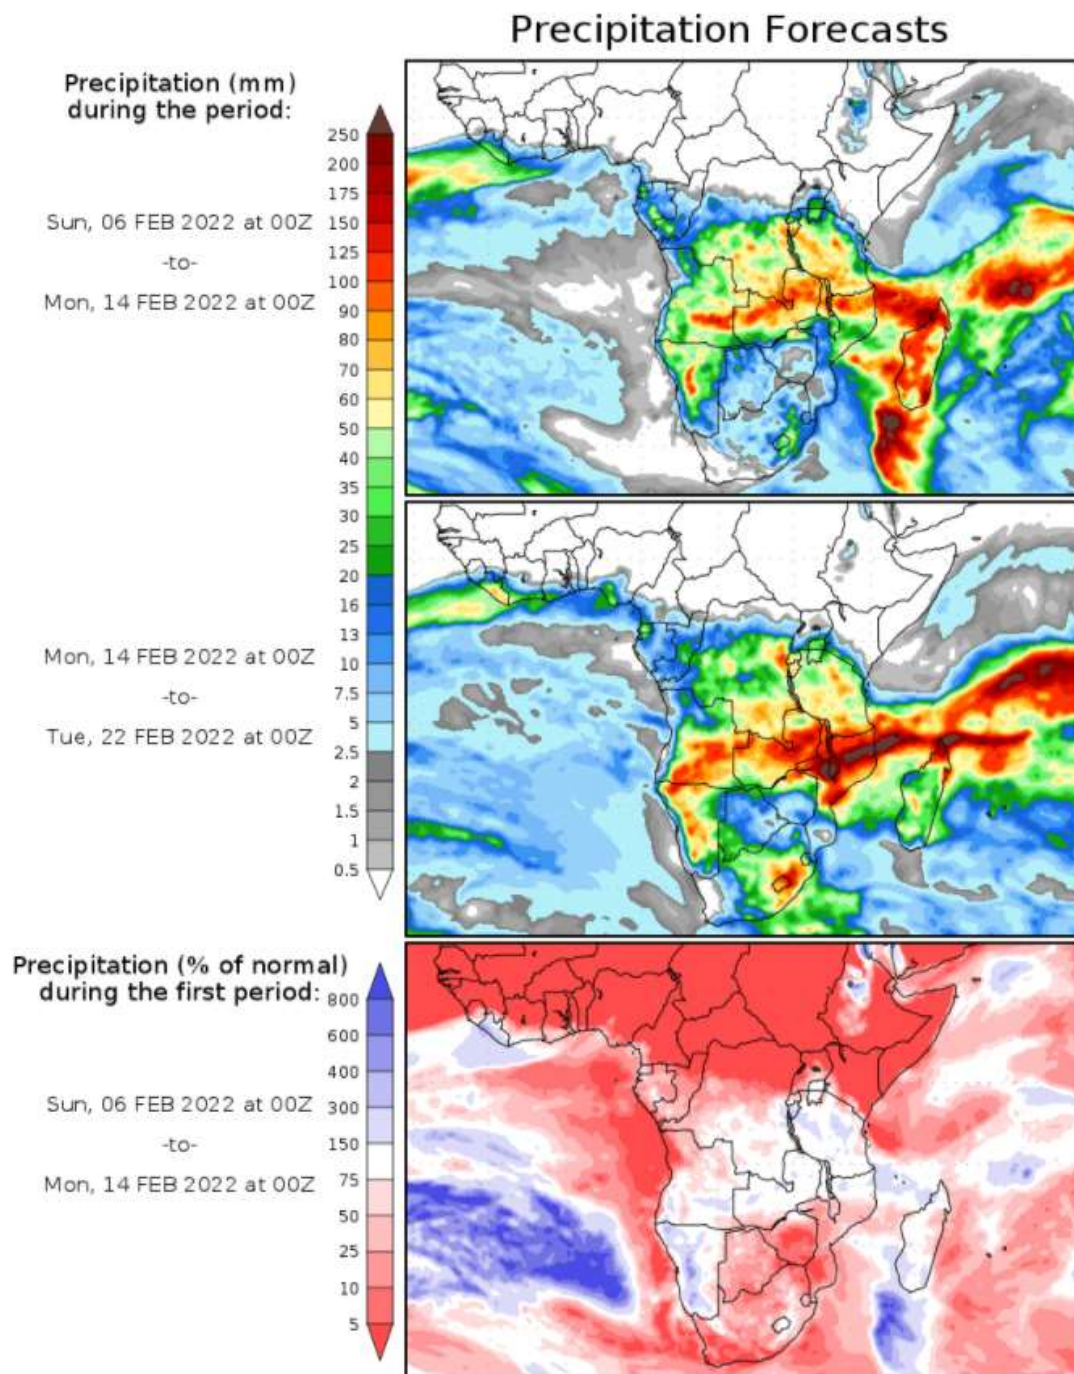 Precipitation Forecasts
Precipitation (mm)
during the period:
Sun, 06 FEB 2022 at 00Z
-to-
Mon, 14 FEB 2022 at 00Z
Mon, 14 FEB 2022 at 00Z
-to-
Tue, 22 FEB 2022 at 00Z
250
200
175
150
125
100
90
80
70
60
50
40
35
30
25
20
16
13
10
7.5
5
2.5
2
1.5
1
0.5
Precipitation (% of normal)
during the first period:
Sun, 06 FEB 2022 at 00Z
-to-
Mon, 14 FEB 2022 at 00Z
800
600
400
300
150
75
50
25
10
5